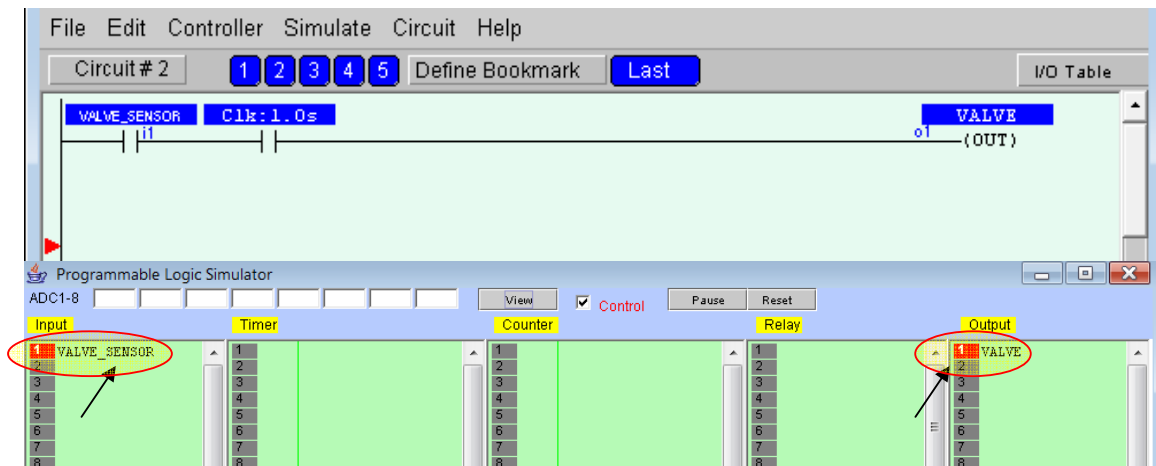 File Edit Controller Simulate Circuit Help
Circuit # 2 1 2 3 4 5 Define Bookmark Last I/O Table
VALVE_SENSOR Clk:1.0s VALVE
i1 o1 (OUT)
Programmable Logic Simulator
ADC1-8 View Control Pause Reset
Input Timer Counter Relay Output
1 VALVE_SENSOR 1 1 1 1 VALVE
2 2 2 2 2
3 3 3 3 3
4 4 4 4 4
5 5 5 5 5
6 6 6 6 6
7 7 7 7 7
8 8 8 8 8